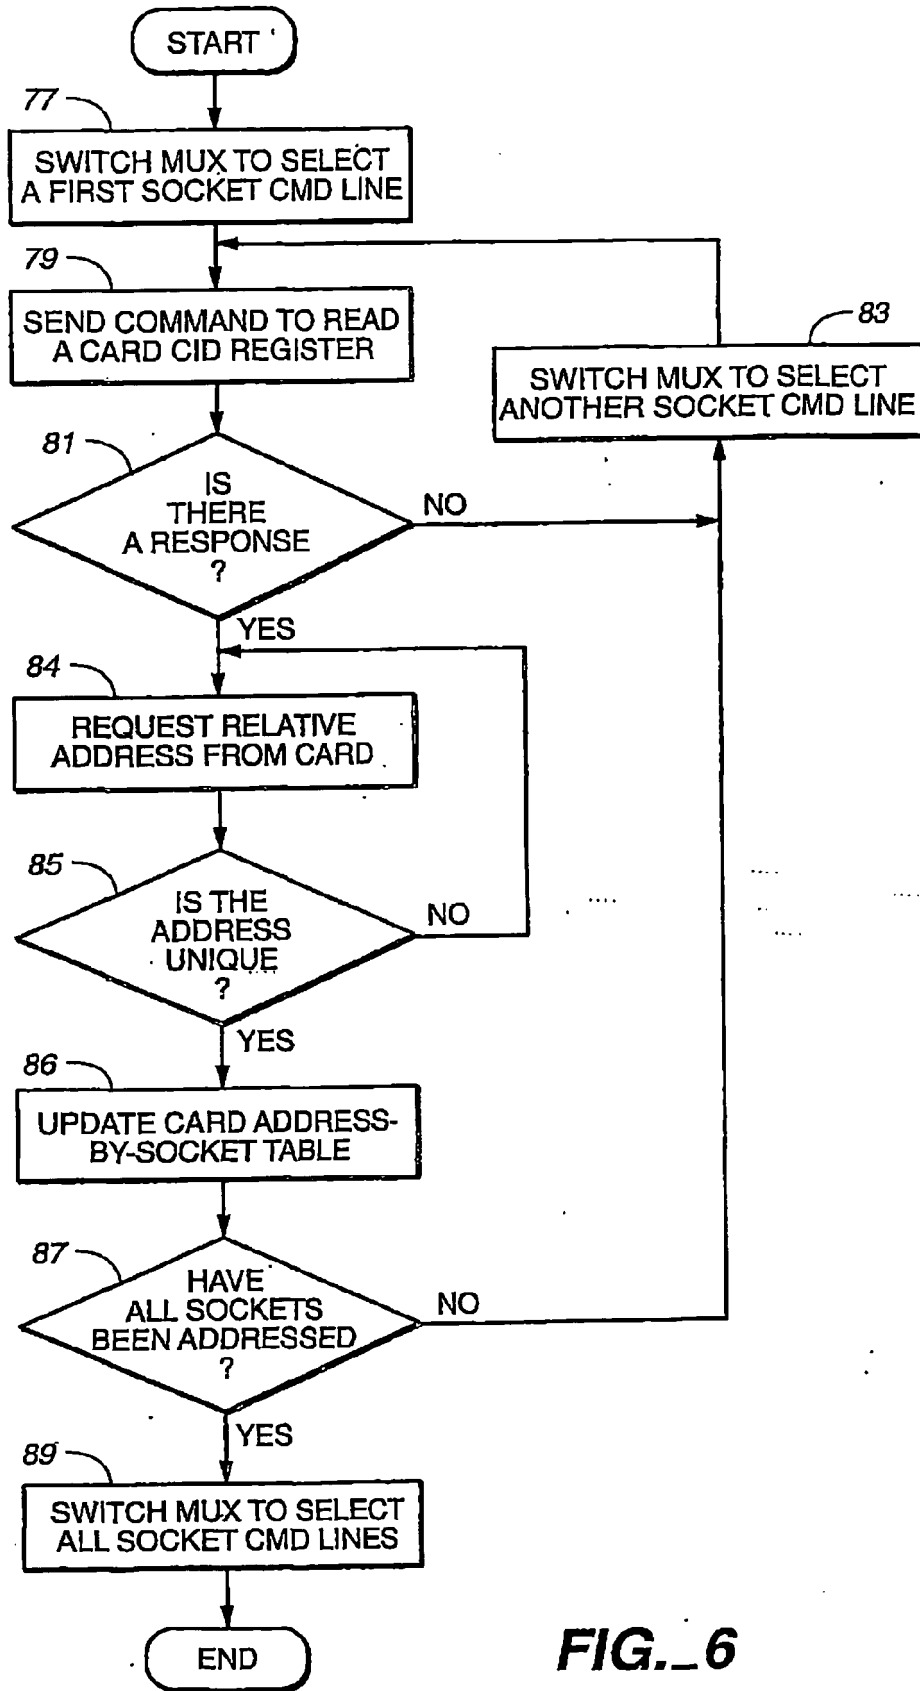 START
77
SWITCH MUX TO SELECT
A FIRST SOCKET CMD LINE
79
SEND COMMAND TO READ
A CARD CID REGISTER
83
SWITCH MUX TO SELECT
ANOTHER SOCKET CMD LINE
81
IS
THERE
A RESPONSE
?
NO
YES
84
REQUEST RELATIVE
ADDRESS FROM CARD
85
IS THE
ADDRESS
UNIQUE
?
NO
YES
86
UPDATE CARD ADDRESS-
BY-SOCKET TABLE
87
HAVE
ALL SOCKETS
BEEN ADDRESSED
?
NO
YES
89
SWITCH MUX TO SELECT
ALL SOCKET CMD LINES
END
FIG._6